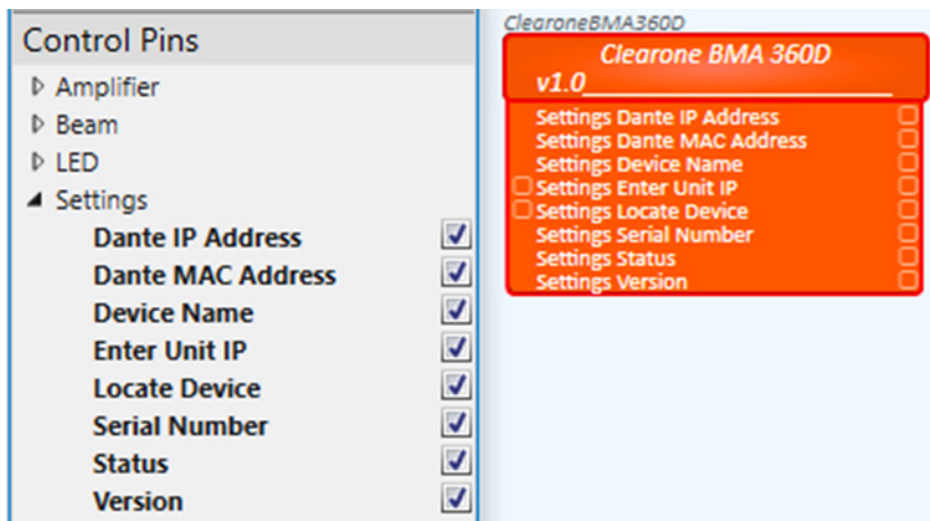 Control Pins
Amplifier
Beam
LED
Settings
Dante IP Address
Dante MAC Address
Device Name
Enter Unit IP
Locate Device
Serial Number
Status
Version
ClearoneBMA360D
Clearone BMA 360D
v1.0
Settings Dante IP Address
Settings Dante MAC Address
Settings Device Name
Settings Enter Unit IP
Settings Locate Device
Settings Serial Number
Settings Status
Settings Version